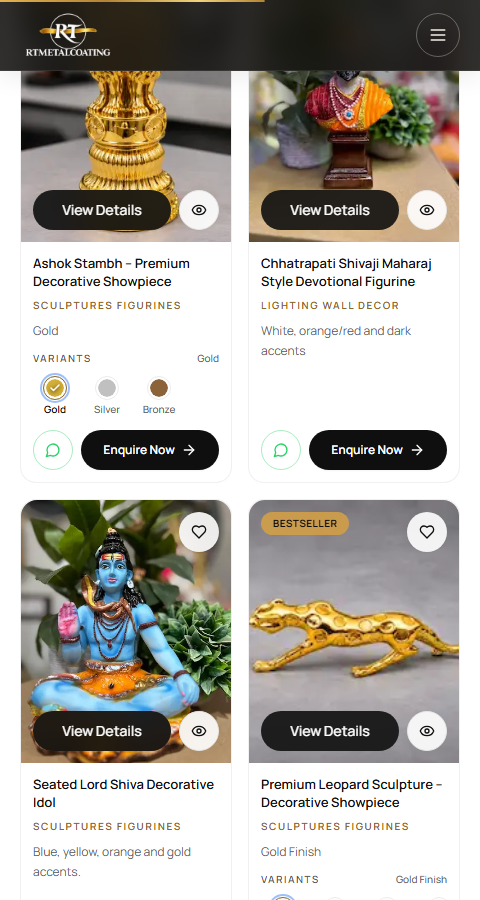 RT
RTMETALCOATING
View Details
View Details
Ashok Stambh – Premium
Decorative Showpiece
SCULPTURES FIGURINES
Gold
VARIANTS
Gold
Gold
Silver
Bronze
Enquire Now
Chhatrapati Shivaji Maharaj
Style Devotional Figurine
LIGHTING WALL DECOR
White, orange/red and dark
accents
Enquire Now
View Details
Seated Lord Shiva Decorative
Idol
SCULPTURES FIGURINES
Blue, yellow, orange and gold
accents.
BESTSELLER
View Details
Premium Leopard Sculpture –
Decorative Showpiece
SCULPTURES FIGURINES
Gold Finish
VARIANTS
Gold Finish